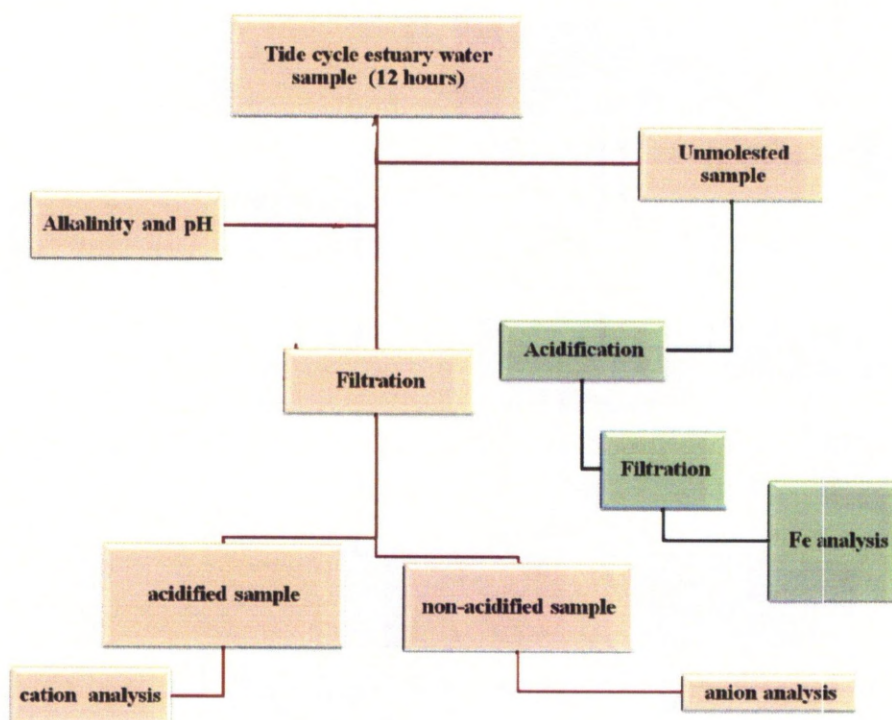 Tide cycle estuary water
sample (12 hours)
Unmolested
sample
Alkalinity and pH
Acidification
Filtration
Filtration
Fe analysis
acidified sample
non-acidified sample
cation analysis
anion analysis